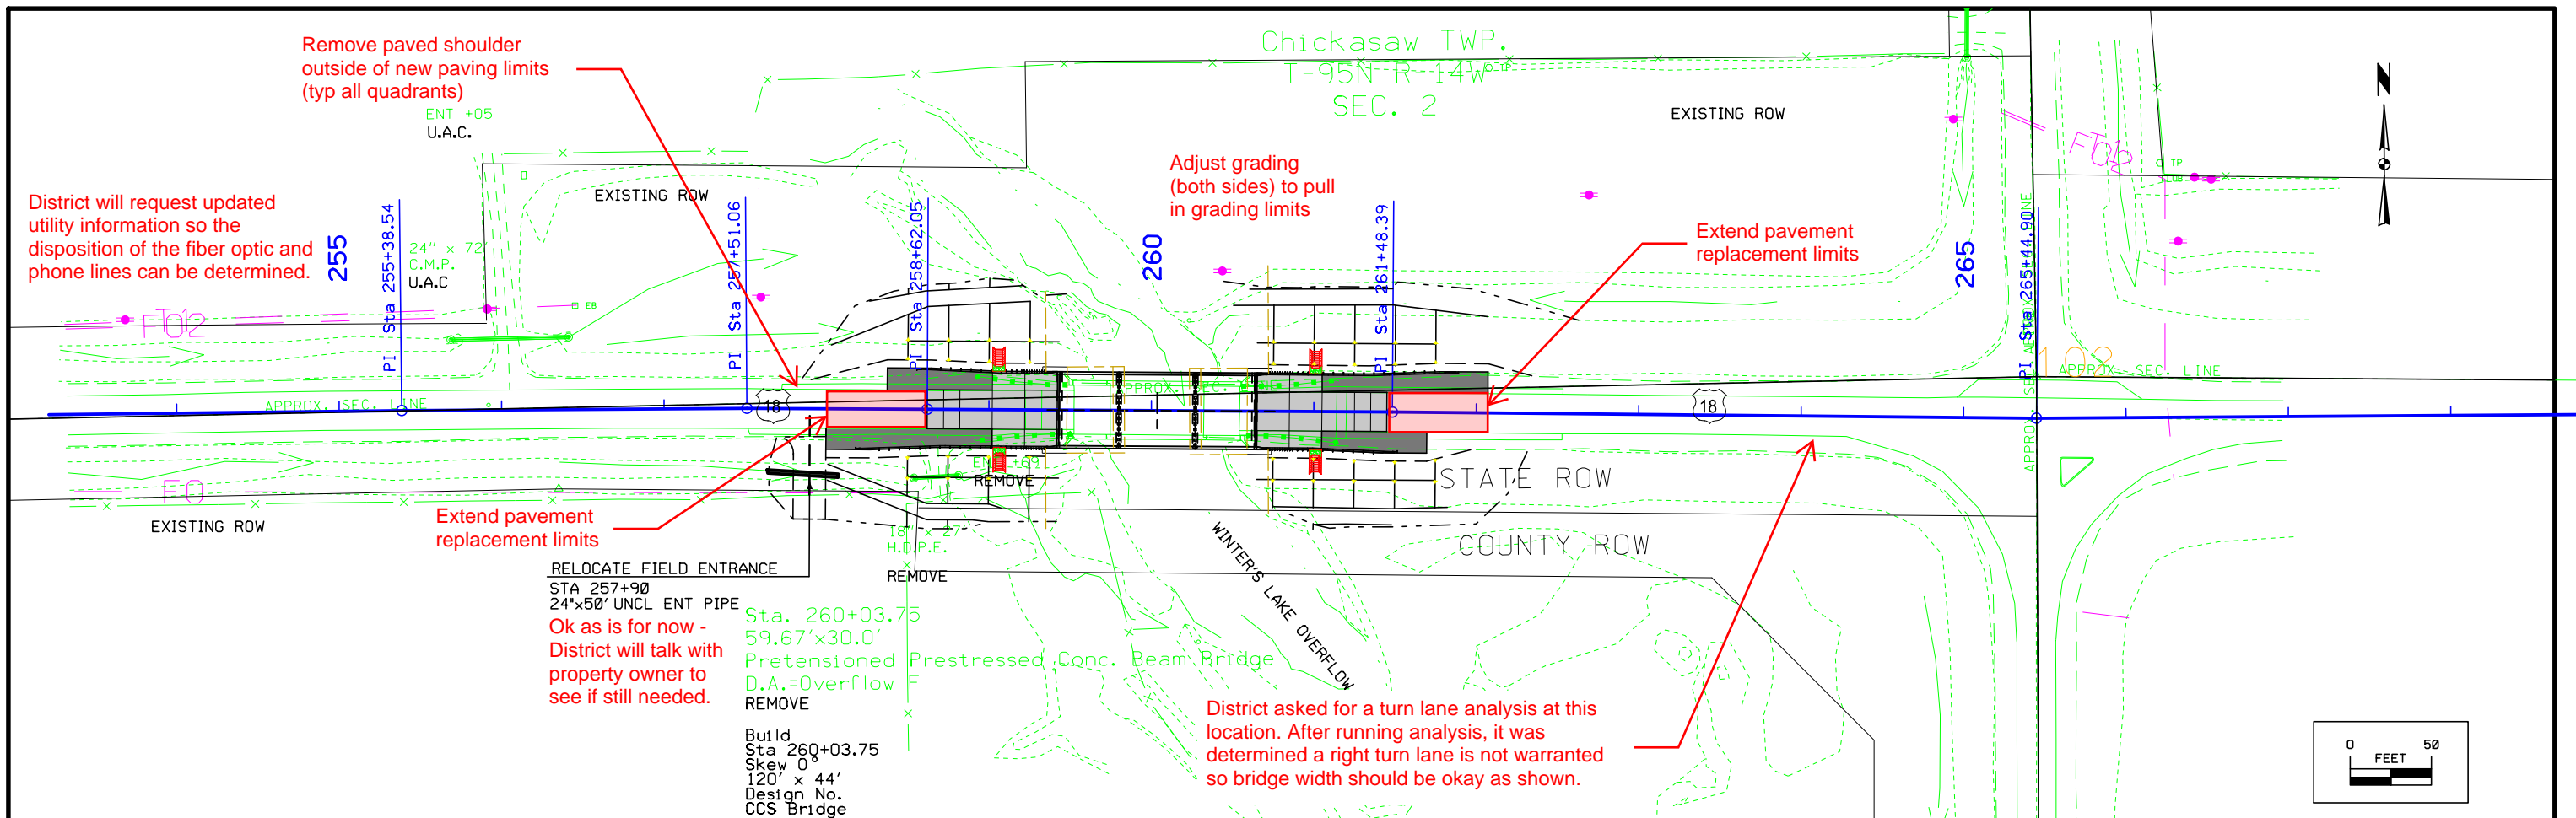 Remove paved shoulder
outside of new paving limits
(typ all quadrants)
ENT +05
U.A.C.
Chickasaw TWP.
T-95N R-14W
SEC. 2
EXISTING ROW
N
Adjust grading
(both sides) to pull
in grading limits
TP
EXISTING ROW
District will request updated
utility information so the
disposition of the fiber optic and
phone lines can be determined.
24" x 72'
C.M.P.
U.A.C
255
PI Sta 255+38.54
PI Sta 257+51.06
PI Sta 258+62.05
260
PI Sta 261+48.39
Extend pavement
replacement limits
265
PI Sta 265+44.90
EB
102
APPROX. SEC. LINE
APPROX. SEC. LINE
18
18
FO
REMOVE
STATE ROW
EXISTING ROW
Extend pavement
replacement limits
18" x 27'
H.D.P.E.
REMOVE
COUNTY ROW
WINTER'S LAKE OVERFLOW
RELOCATE FIELD ENTRANCE
STA 257+90
24"x50' UNCL ENT PIPE
Ok as is for now -
District will talk with
property owner to
see if still needed.
Sta. 260+03.75
59.67'x30.0'
Pretensioned Prestressed Conc. Beam Bridge
D.A.=Overflow F
REMOVE
Build
Sta 260+03.75
Skew 0°
120' x 44'
Design No.
CCS Bridge
District asked for a turn lane analysis at this
location. After running analysis, it was
determined a right turn lane is not warranted
so bridge width should be okay as shown.
0 50
FEET